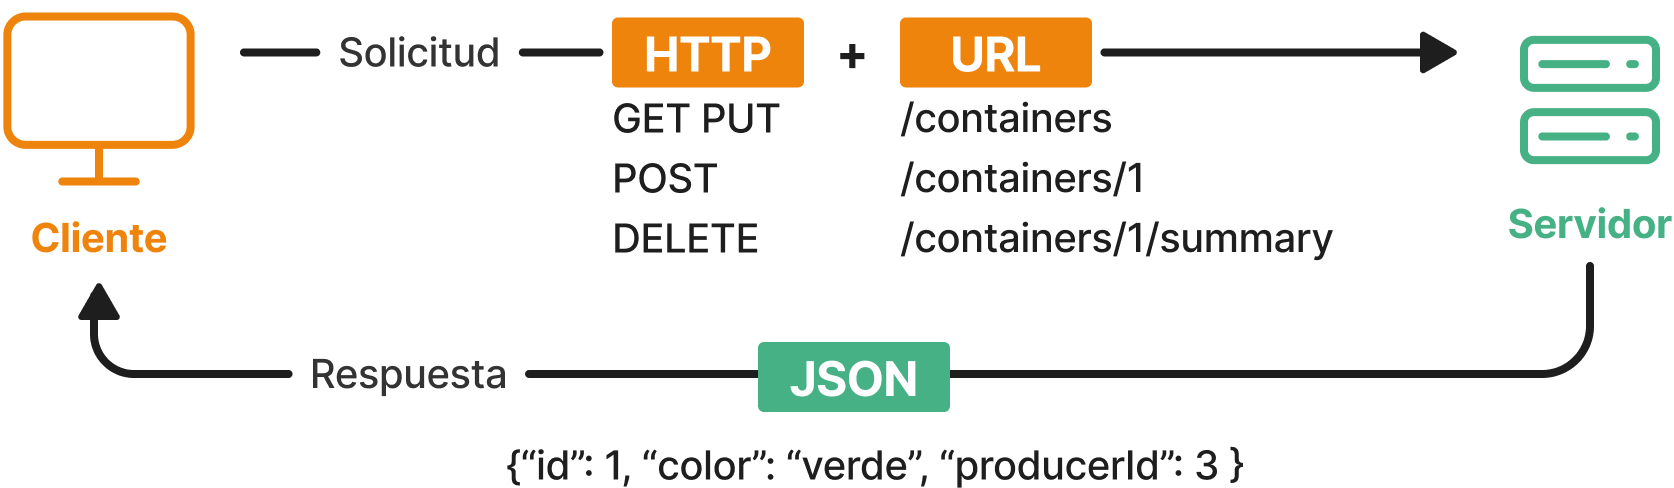 Solicitud HTTP + URL
GET PUT /containers
POST /containers/1
DELETE /containers/1/summary
Cliente
Servidor
Respuesta JSON
{“id”: 1, “color”: “verde”, “producerId”: 3 }